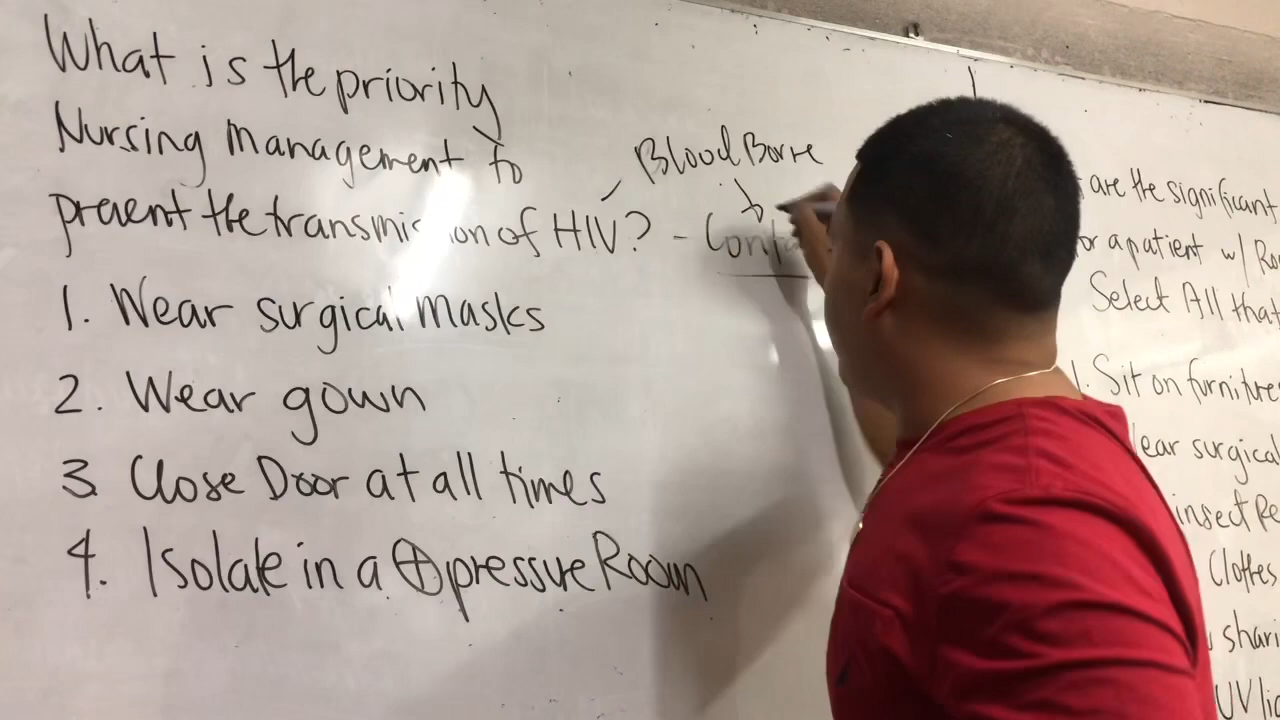 What is the priority
Nursing Management to
prevent the transmission of HIV? - Conta
Blood Borne
1. Wear surgical Masks
2. Wear gown
3. Close Door at all times
4. Isolate in a ⊕ pressure Room
are the significant
or a patient w/
Select All that
1. Sit on furniture
Wear surgical
insect Re
Clothes
shari
UV li